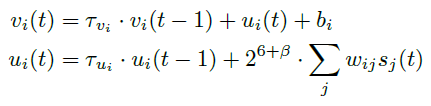 v_i(t) = τ_{v_i} · v_i(t − 1) + u_i(t) + b_i
u_i(t) = τ_{u_i} · u_i(t − 1) + 2^{6+β} · ∑_j w_{ij} s_j(t)